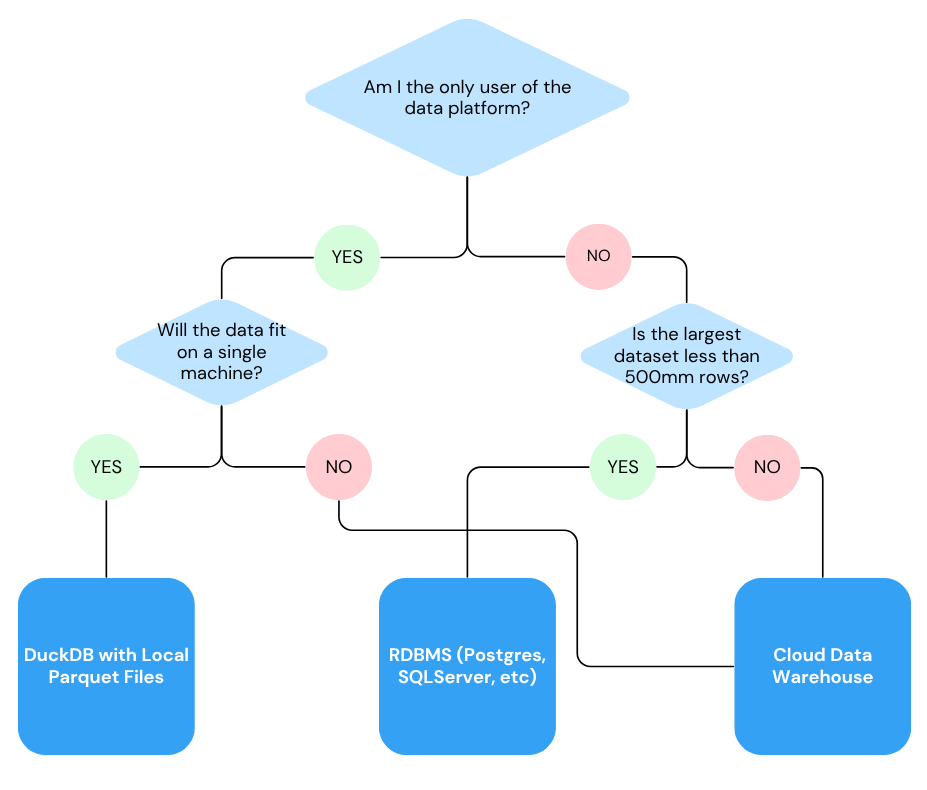 Am I the only user of the
data platform?
YES
NO
Will the data fit
on a single
machine?
Is the largest
dataset less than
500mm rows?
YES
NO
YES
NO
DuckDB with Local
Parquet Files
RDBMS (Postgres,
SQLServer, etc)
Cloud Data
Warehouse